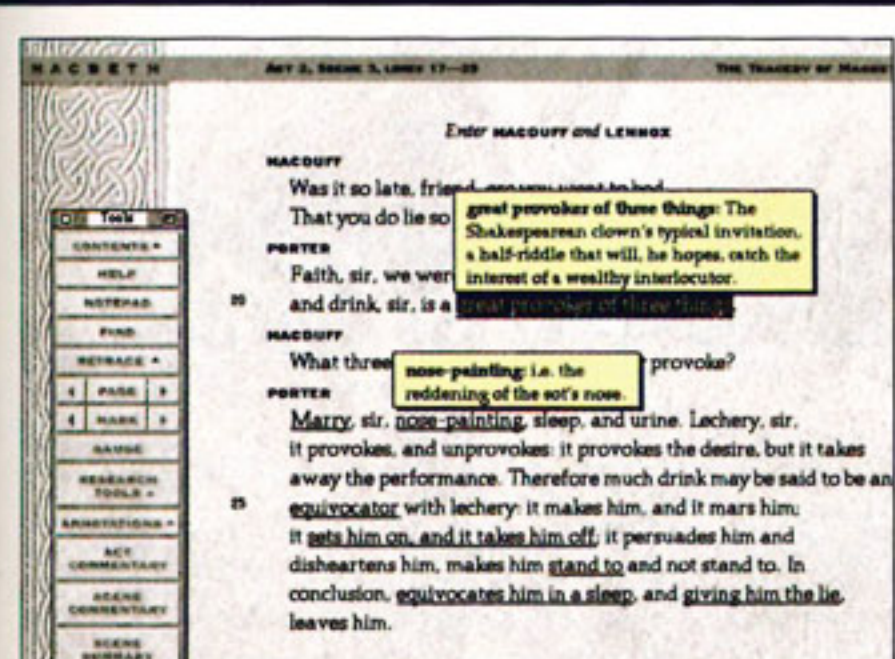 MACBETH
ACT 2, SCENE 3, LINES 17—29
THE TRAGEDY OF
Enter MACDUFF and LENNOX
MACDUFF
Was it so late, friend, ere you went to bed
That you do lie so
great provoker of three things: The
Shakespearean clown's typical invitation,
a half-riddle that will, he hopes, catch the
interest of a wealthy interlocutor.
PORTER
Faith, sir, we were
20
and drink, sir, is a great provoker of three things.
MACDUFF
What three
provoke?
nose-painting: i.e. the
reddening of the sot's nose.
PORTER
Marry, sir, nose-painting, sleep, and urine. Lechery, sir,
it provokes, and unprovokes: it provokes the desire, but it takes
away the performance. Therefore much drink may be said to be an
25
equivocator with lechery: it makes him, and it mars him;
it sets him on, and it takes him off; it persuades him and
disheartens him, makes him stand to and not stand to. In
conclusion, equivocates him in a sleep, and giving him the lie,
leaves him.
Tools
CONTENTS
HELP
NOTEPAD
FIND
RETRACE
PAGE
MARK
GAUGE
RESEARCH
TOOLS
ANNOTATIONS
ACT
COMMENTARY
SCENE
COMMENTARY
SCENE
SUMMARY